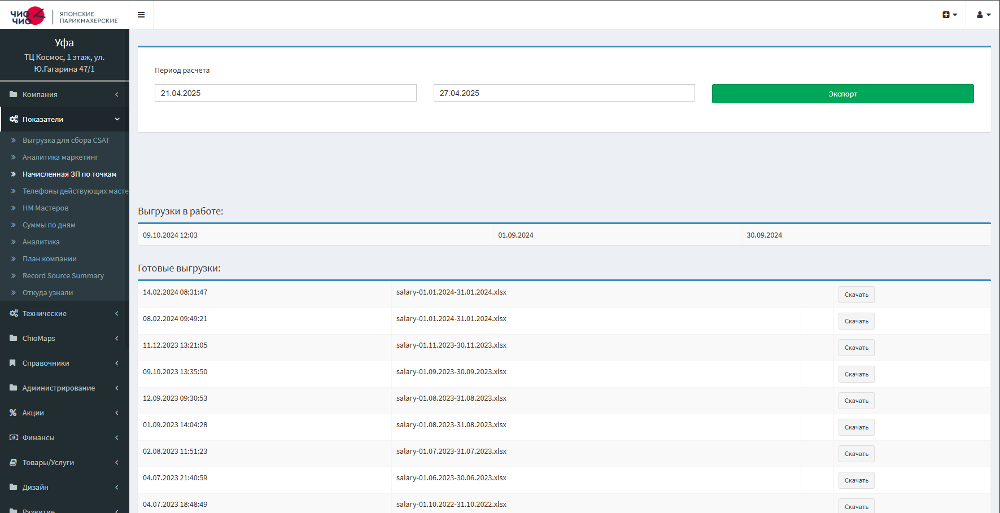 ЧИО ЧИО
ЯПОНСКИЕ ПАРИКМАХЕРСКИЕ
Уфа
ТЦ Космос, 1 этаж, ул.
Ю.Гагарина 47/1
Компания
Показатели
Выгрузка для сбора CSAT
Аналитика маркетинг
Начисленная ЗП по точкам
Телефоны действующих масте
НМ Мастеров
Суммы по дням
Аналитика
План компании
Record Source Summary
Откуда узнали
Технические
ChioMaps
Справочники
Администрирование
Акции
Финансы
Товары/Услуги
Дизайн
Развитие
Период расчета
21.04.2025 27.04.2025 Экспорт
Выгрузки в работе:
09.10.2024 12:03 01.09.2024 30.09.2024
Готовые выгрузки:
14.02.2024 08:31:47 salary-01.01.2024-31.01.2024.xlsx Скачать
08.02.2024 09:49:21 salary-01.01.2024-31.01.2024.xlsx Скачать
11.12.2023 13:21:05 salary-01.11.2023-30.11.2023.xlsx Скачать
09.10.2023 13:35:50 salary-01.09.2023-30.09.2023.xlsx Скачать
12.09.2023 09:30:53 salary-01.08.2023-31.08.2023.xlsx Скачать
01.09.2023 14:04:28 salary-01.08.2023-31.08.2023.xlsx Скачать
02.08.2023 11:51:23 salary-01.07.2023-31.07.2023.xlsx Скачать
04.07.2023 21:40:59 salary-01.06.2023-30.06.2023.xlsx Скачать
04.07.2023 18:48:49 salary-01.10.2022-31.10.2022.xlsx Скачать